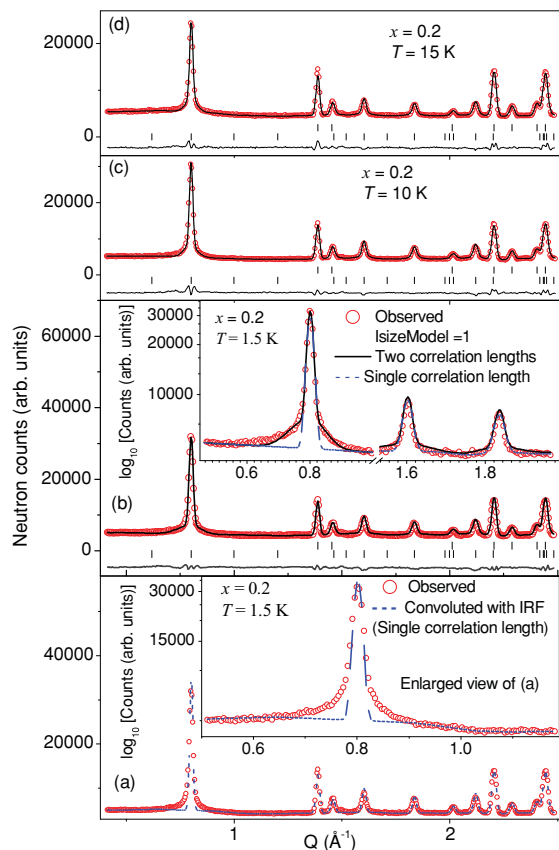 (d)
x = 0.2
T = 15 K
20000
0
(c)
x = 0.2
T = 10 K
20000
0
Neutron counts (arb. units)
60000
40000
20000
0
(b)
log10 [Counts (arb. units)]
30000
10000
x = 0.2
T = 1.5 K
Observed
IsizeModel =1
Two correlation lengths
Single correlation length
0.6
0.8
1.6
1.8
60000
40000
20000
(a)
log10 [Counts (arb. units)]
30000
15000
x = 0.2
T = 1.5 K
Observed
Convoluted with IRF
(Single correlation length)
Enlarged view of (a)
0.6
0.8
1.0
1
2
Q (Å⁻¹)